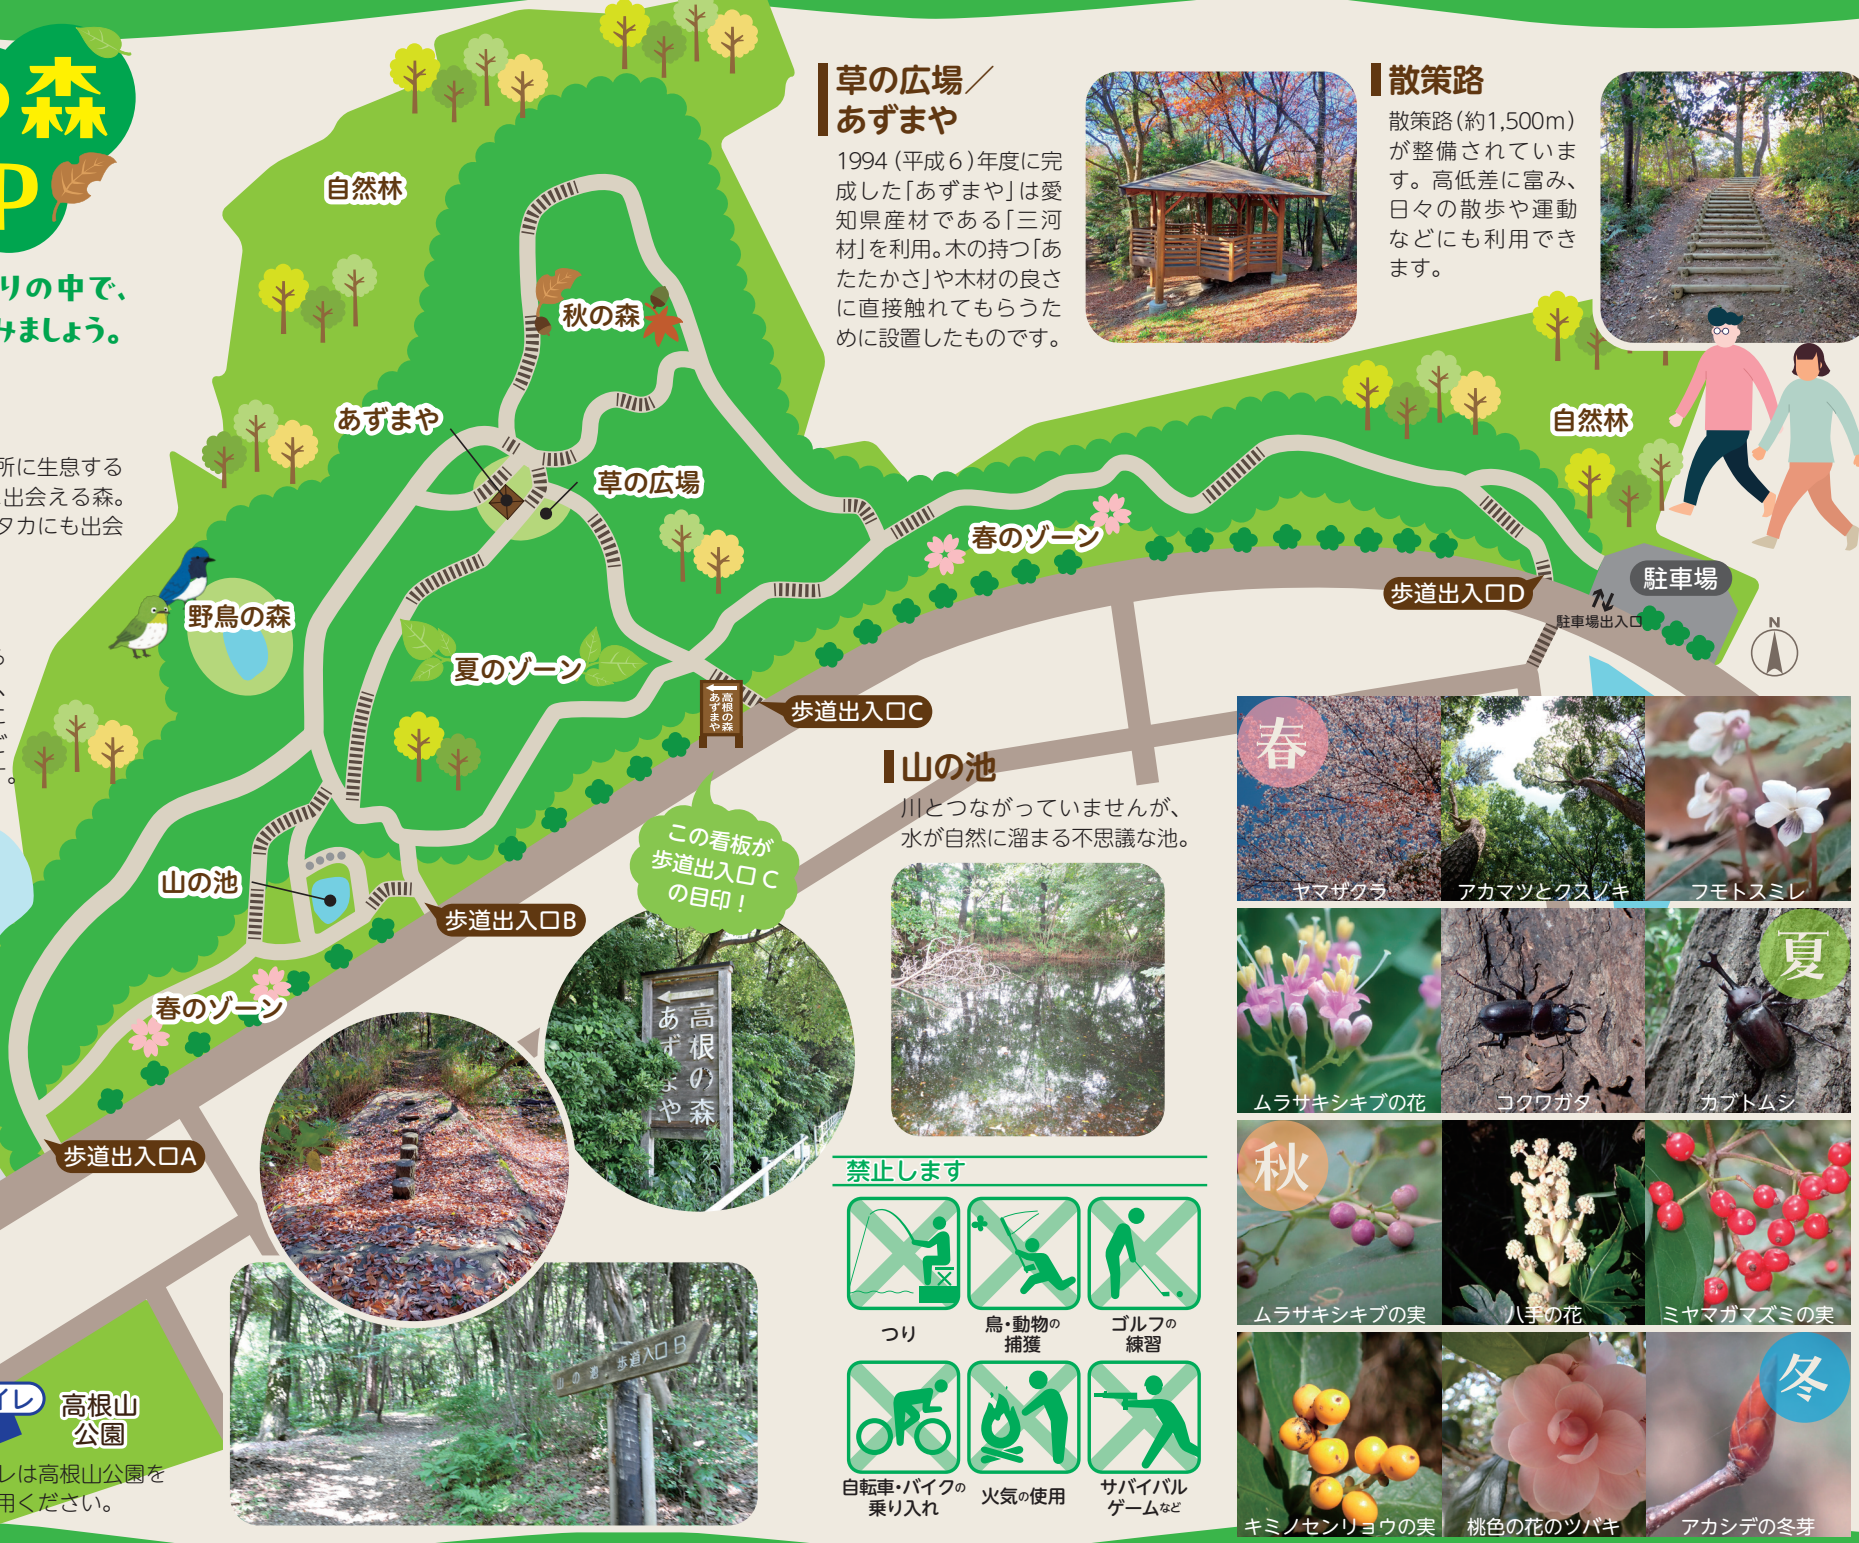 森
P
りの中で、
みましょう。
所に生息する
出会える森。
タカにも出会
草の広場／
あずまや
1994（平成６）年度に完
成した「あずまや」は愛
知県産材である「三河
材」を利用。木の持つ「あ
たたかさ」や木材の良さ
に直接触れてもらうた
めに設置したものです。
散策路
散策路（約1,500m）
が整備されていま
す。高低差に富み、
日々の散歩や運動
などにも利用でき
ます。
自然林
秋の森
あずまや
草の広場
自然林
春のゾーン
野鳥の森
夏のゾーン
歩道出入口D
駐車場
駐車場出入口
N
高根の森
あずまや
歩道出入口C
山の池
川とつながっていませんが、
水が自然に溜まる不思議な池。
この看板が
歩道出入口 C
の目印！
山の池
歩道出入口B
春のゾーン
歩道出入口A
高根の森
あずまや
山の池
歩道出入口 B
イレ
高根山
公園
レは高根山公園を
用ください。
禁止します
つり
鳥・動物の
捕獲
ゴルフの
練習
自転車・バイクの
乗り入れ
火気の使用
サバイバル
ゲームなど
春
ヤマザクラ
アカマツとクスノキ
フモトスミレ
夏
ムラサキシキブの花
コクワガタ
カブトムシ
秋
ムラサキシキブの実
八手の花
ミヤマガマズミの実
冬
キミノセンリョウの実
桃色の花のツバキ
アカシデの冬芽